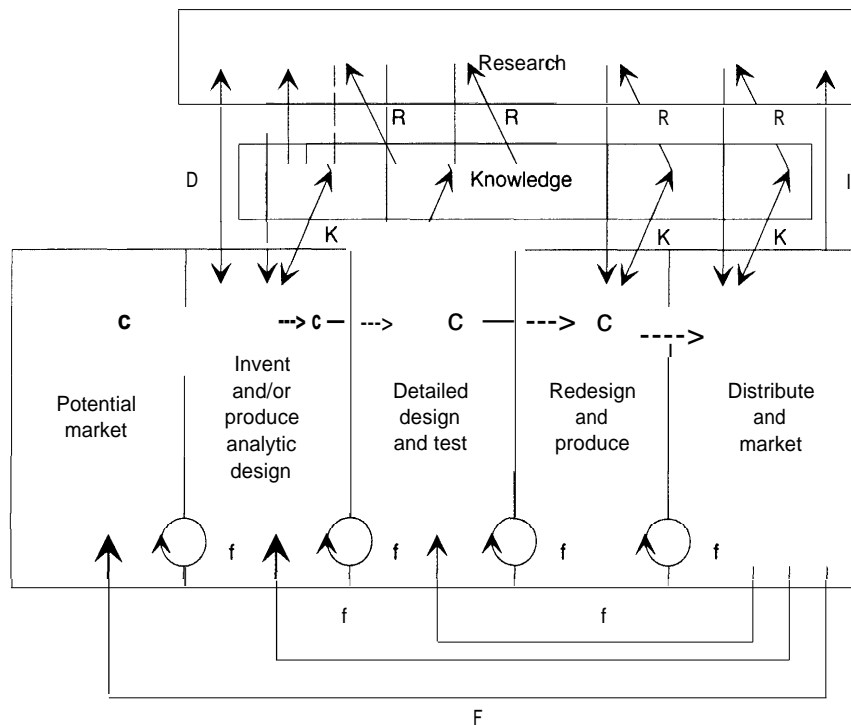 Research
R R R R
D Knowledge I
K K K
C C C C
Potential
market
Invent
and/or
produce
analytic
design
Detailed
design
and test
Redesign
and
produce
Distribute
and
market
f f f f
f f
F